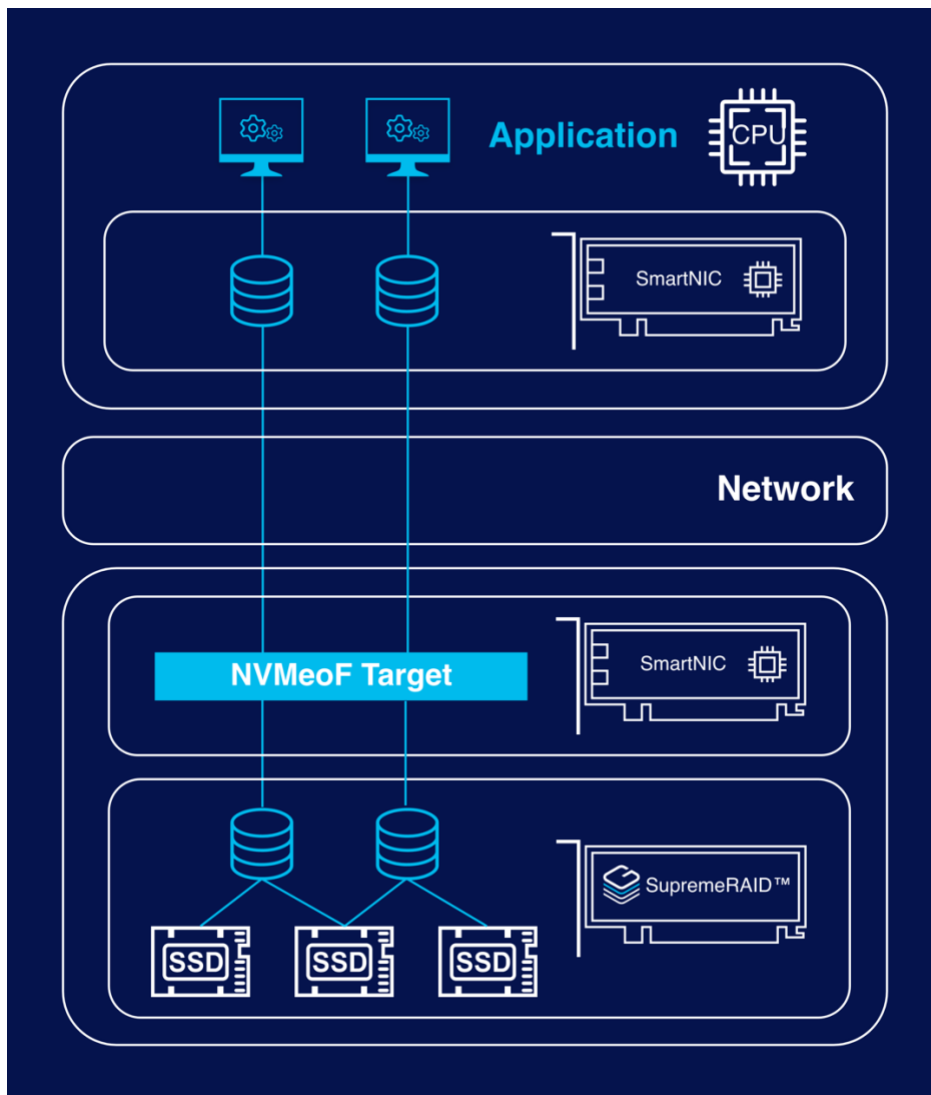 Application
CPU
SmartNIC
Network
NVMeoF Target
SmartNIC
SupremeRAID™
SSD
SSD
SSD